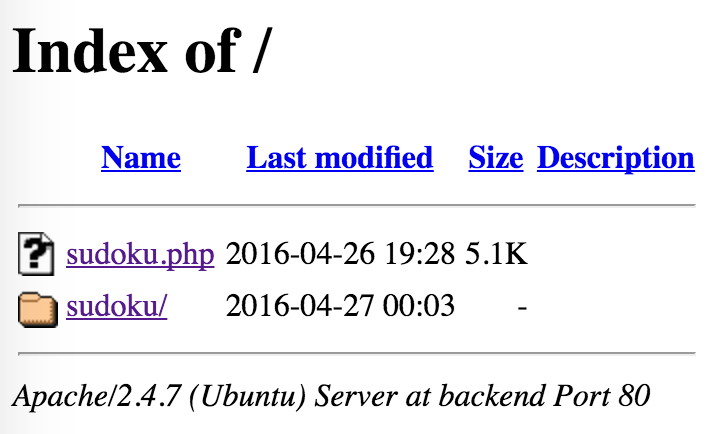 Index of /
Name Last modified Size Description
sudoku.php 2016-04-26 19:28 5.1K
sudoku/ 2016-04-27 00:03 -
Apache/2.4.7 (Ubuntu) Server at backend Port 80